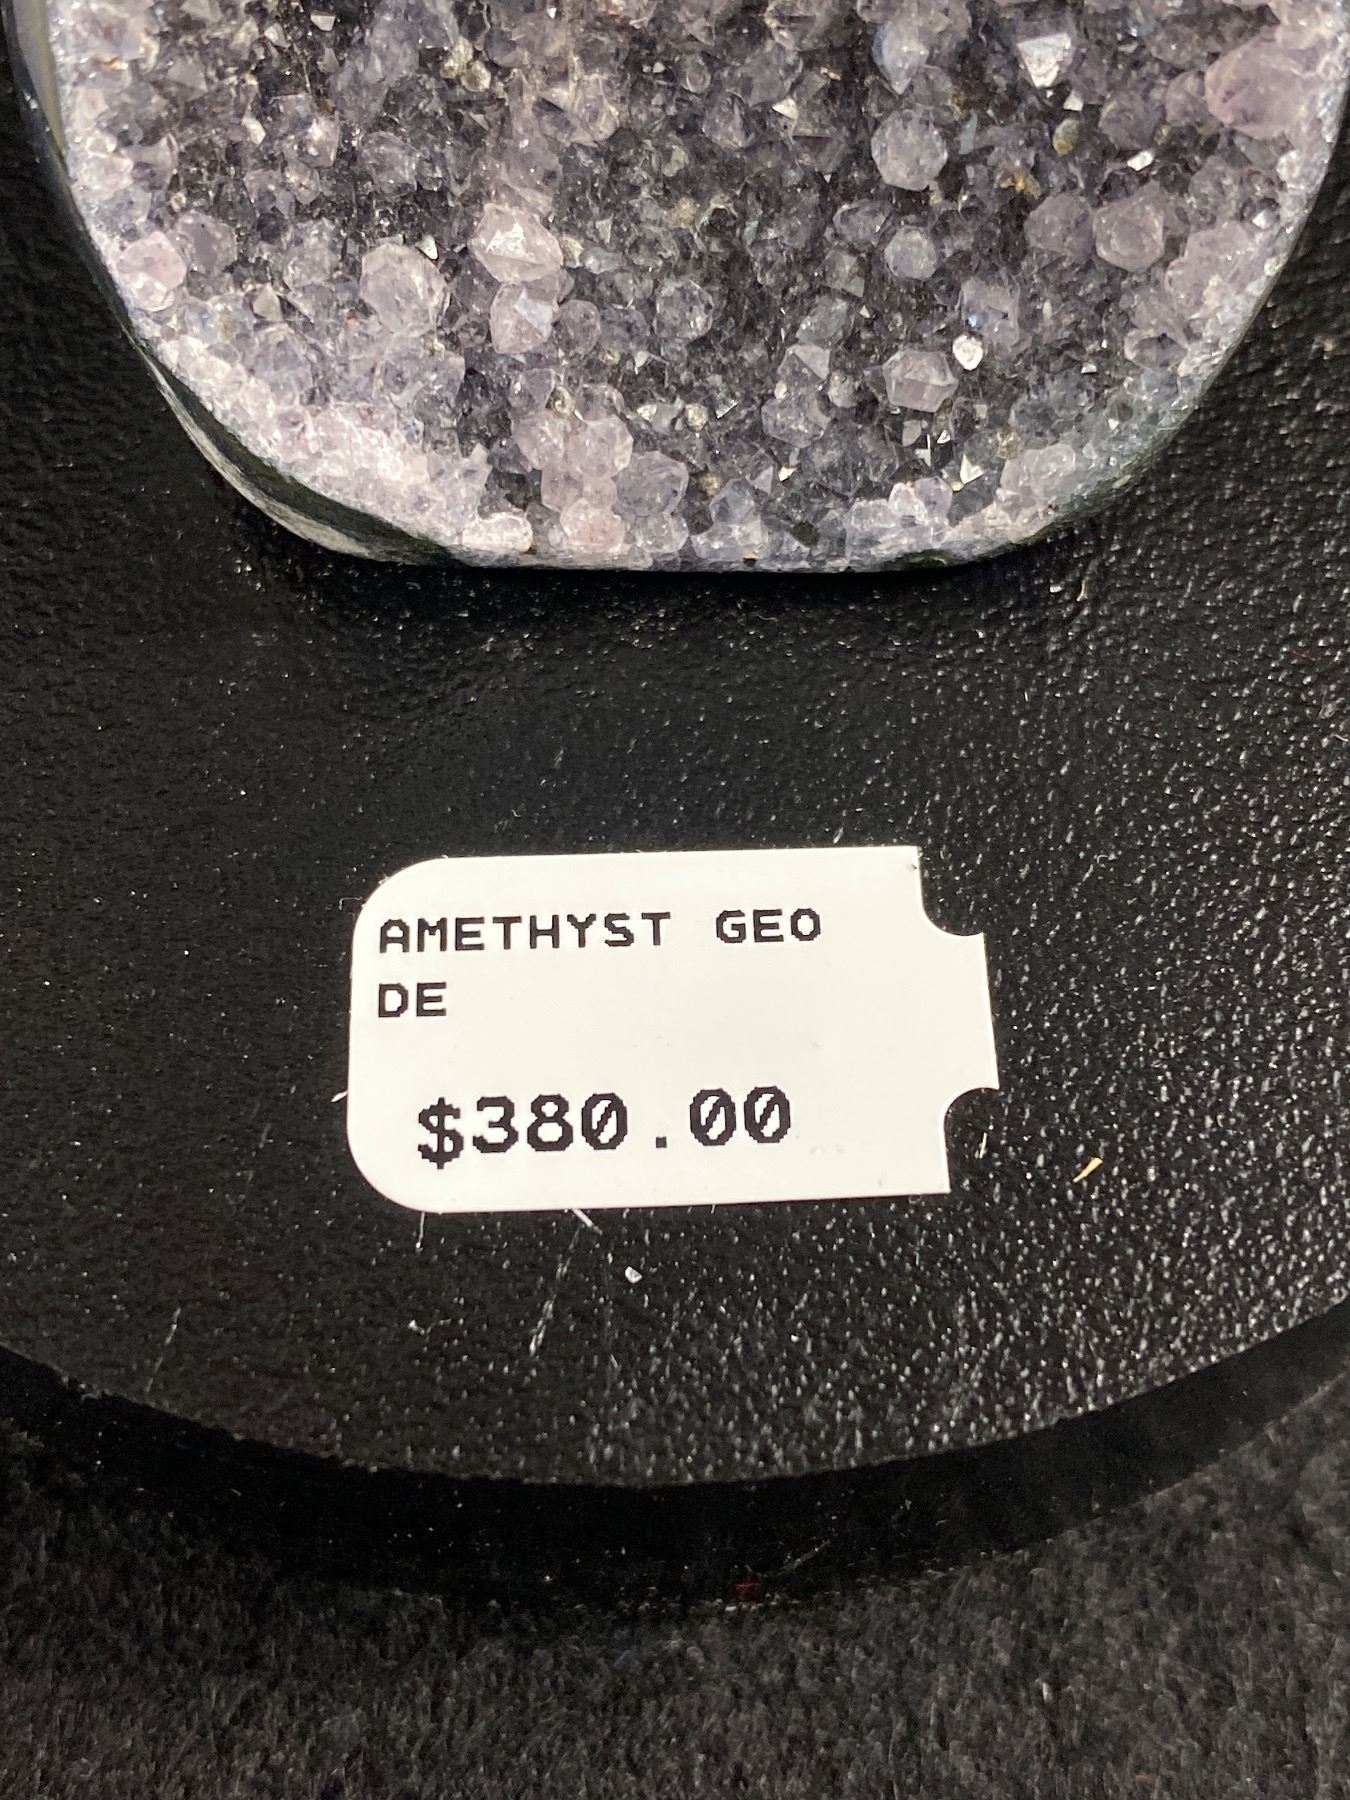 AMETHYST GEO
DE
$380.00